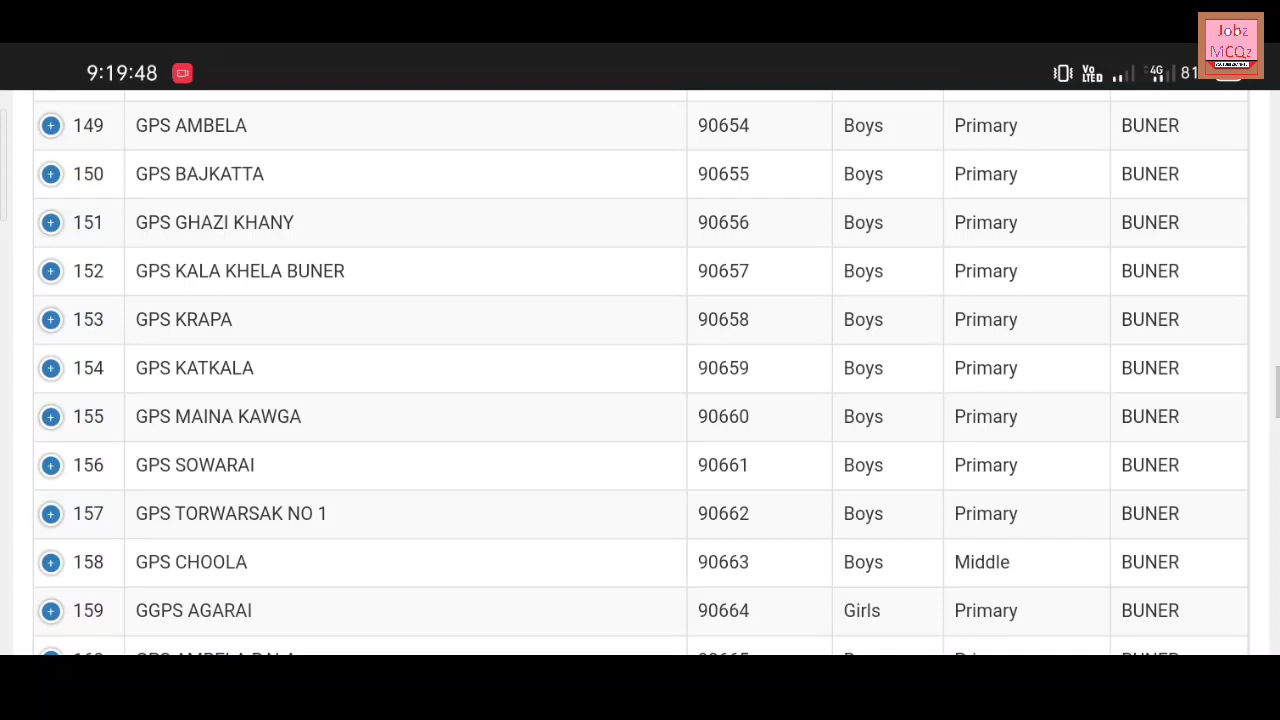 Jobz
MCQz
9:19:48
Vo
LTED
4G
81
149 GPS AMBELA 90654 Boys Primary BUNER
150 GPS BAJKATTA 90655 Boys Primary BUNER
151 GPS GHAZI KHANY 90656 Boys Primary BUNER
152 GPS KALA KHELA BUNER 90657 Boys Primary BUNER
153 GPS KRAPA 90658 Boys Primary BUNER
154 GPS KATKALA 90659 Boys Primary BUNER
155 GPS MAINA KAWGA 90660 Boys Primary BUNER
156 GPS SOWARAI 90661 Boys Primary BUNER
157 GPS TORWARSAK NO 1 90662 Boys Primary BUNER
158 GPS CHOOLA 90663 Boys Middle BUNER
159 GGPS AGARAI 90664 Girls Primary BUNER